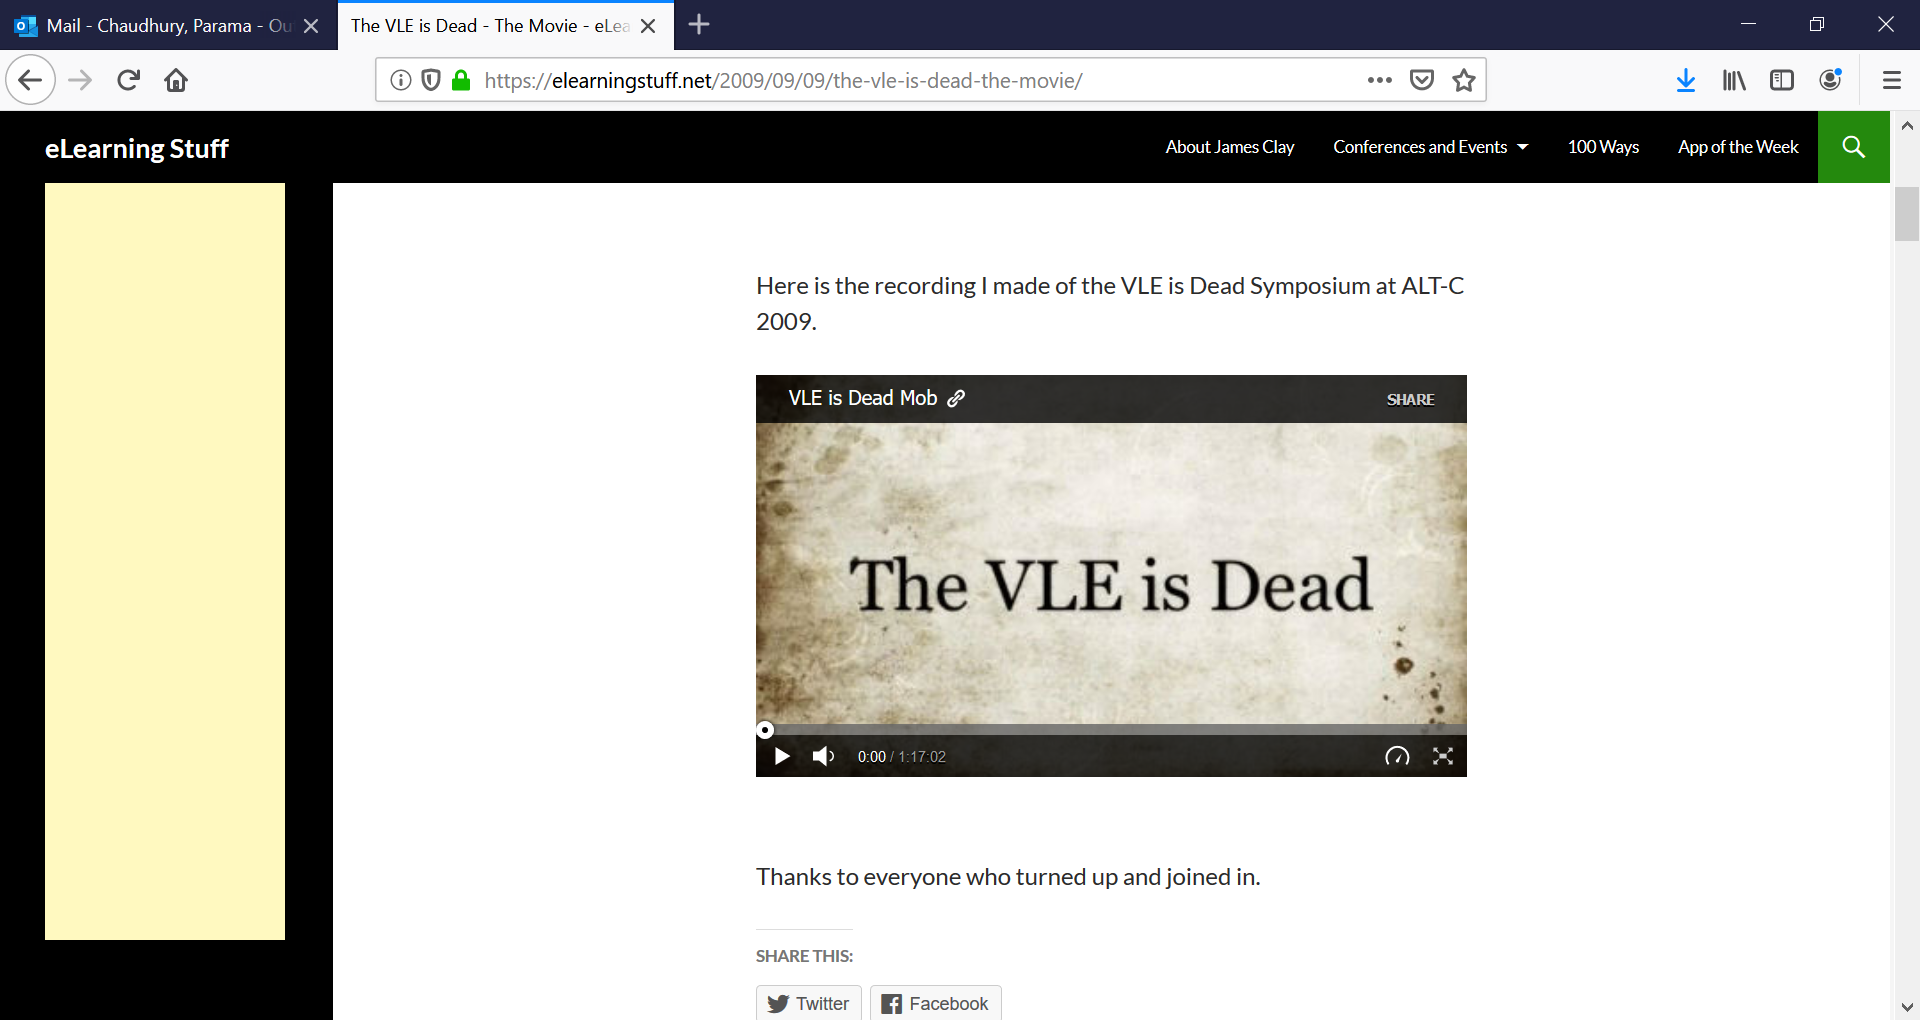 Mail - Chaudhury, Parama - Ou
The VLE is Dead - The Movie - eLea
https://elearningstuff.net/2009/09/09/the-vle-is-dead-the-movie/
eLearning Stuff
About James Clay
Conferences and Events
100 Ways
App of the Week
Here is the recording I made of the VLE is Dead Symposium at ALT-C
2009.
VLE is Dead Mob
SHARE
The VLE is Dead
0:00 / 1:17:02
Thanks to everyone who turned up and joined in.
SHARE THIS:
Twitter
Facebook